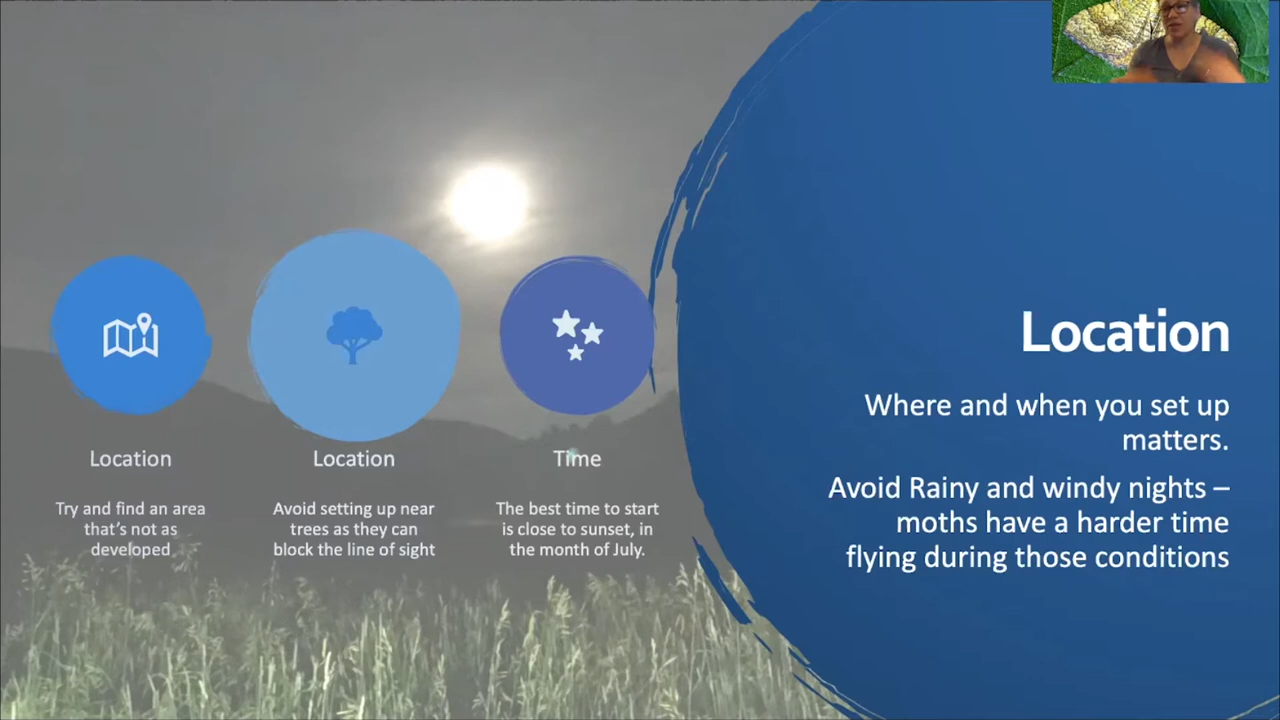 Location
Try and find an area
that's not as
developed
Location
Avoid setting up near
trees as they can
block the line of sight
Time
The best time to start
is close to sunset, in
the month of July.
Location
Where and when you set up
matters.
Avoid Rainy and windy nights –
moths have a harder time
flying during those conditions